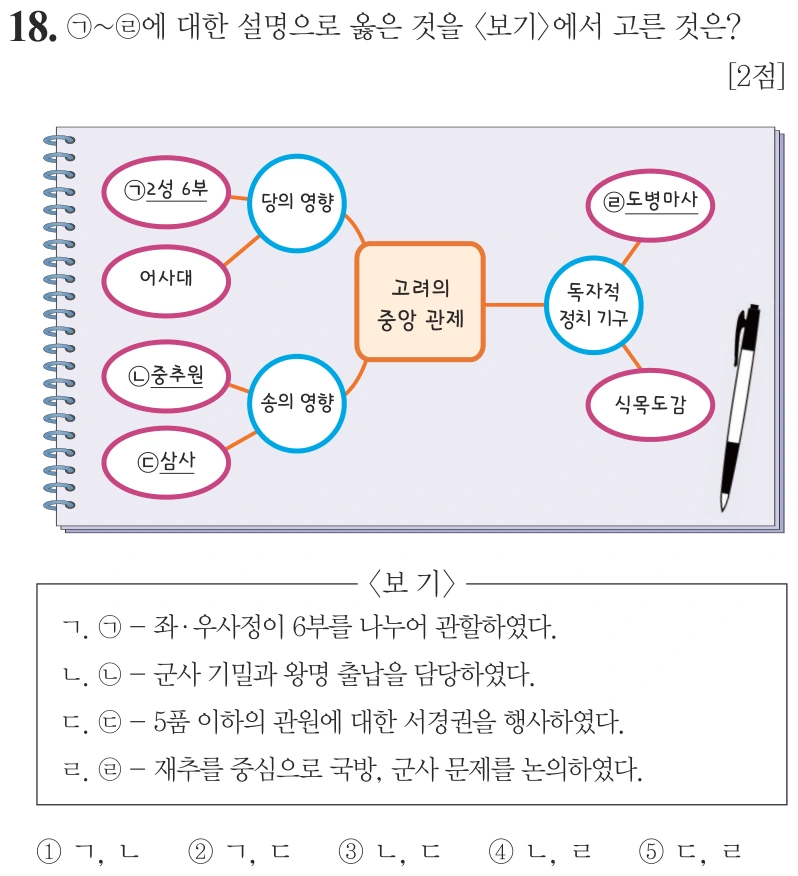 18. ㉠~㉣에 대한 설명으로 옳은 것을 〈보기〉에서 고른 것은?
[2점]
㉠2성 6부
당의 영향
어사대
㉡중추원
송의 영향
㉢삼사
고려의
중앙 관제
독자적
정치 기구
㉣도병마사
식목도감
〈보 기〉
ㄱ. ㉠ - 좌·우사정이 6부를 나누어 관할하였다.
ㄴ. ㉡ - 군사 기밀과 왕명 출납을 담당하였다.
ㄷ. ㉢ - 5품 이하의 관원에 대한 서경권을 행사하였다.
ㄹ. ㉣ - 재추를 중심으로 국방, 군사 문제를 논의하였다.
① ㄱ, ㄴ ② ㄱ, ㄷ ③ ㄴ, ㄷ ④ ㄴ, ㄹ ⑤ ㄷ, ㄹ